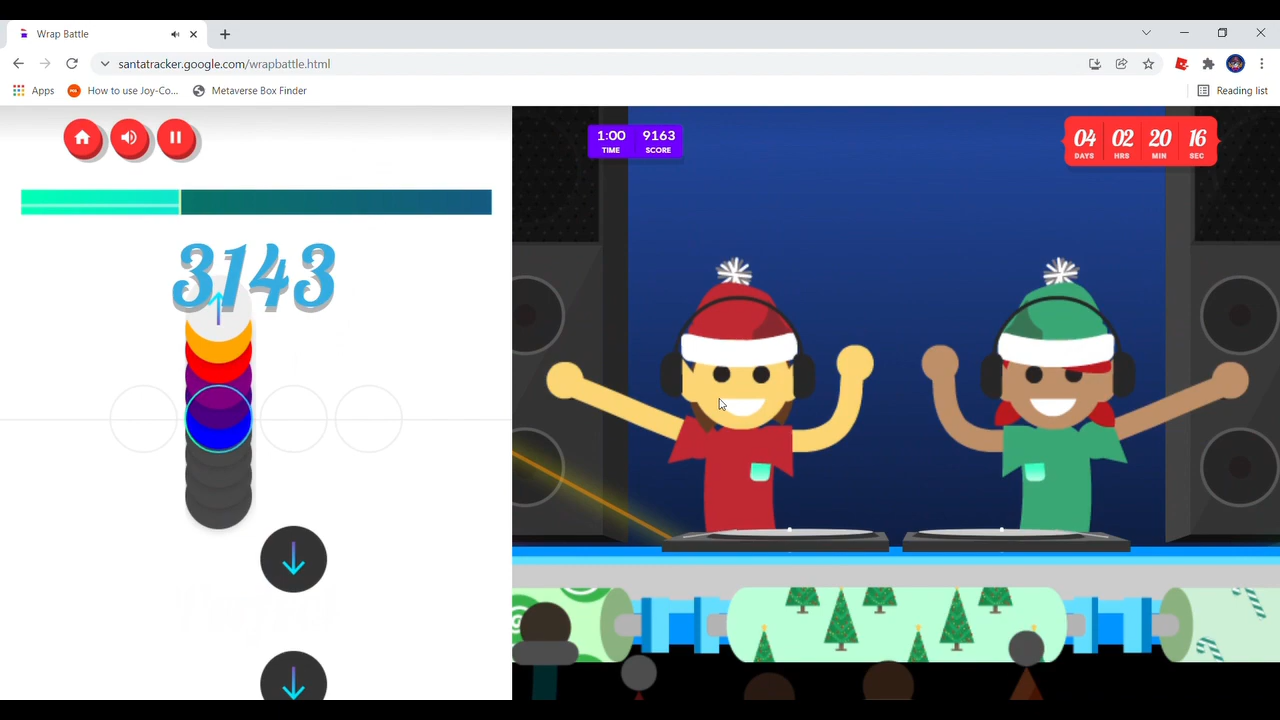 Wrap Battle
santatracker.google.com/wrapbattle.html
Apps
How to use Joy-Co...
Metaverse Box Finder
Reading list
1:00 9163
TIME SCORE
04 02 20 16
DAYS HRS MIN SEC
3143